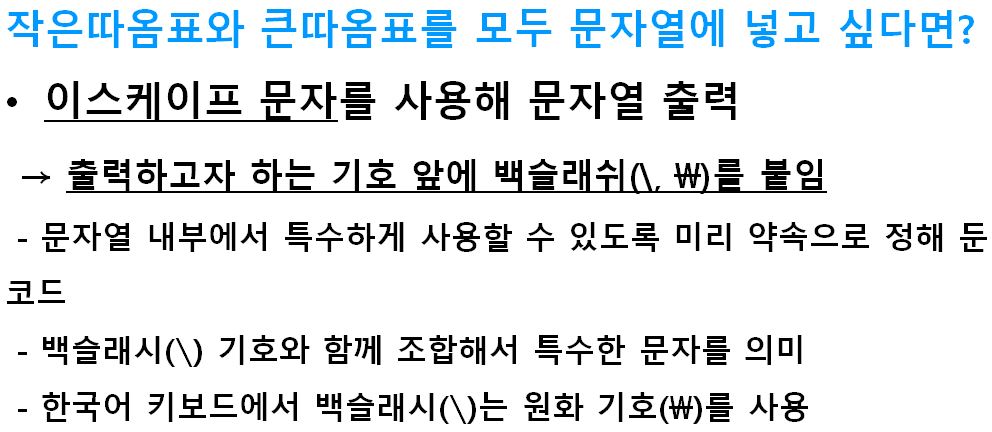 작은따옴표와 큰따옴표를 모두 문자열에 넣고 싶다면?
• 이스케이프 문자를 사용해 문자열 출력
→ 출력하고자 하는 기호 앞에 백슬래쉬(\, ₩)를 붙임
- 문자열 내부에서 특수하게 사용할 수 있도록 미리 약속으로 정해 둔
코드
- 백슬래시(\) 기호와 함께 조합해서 특수한 문자를 의미
- 한국어 키보드에서 백슬래시(\)는 원화 기호(₩)를 사용